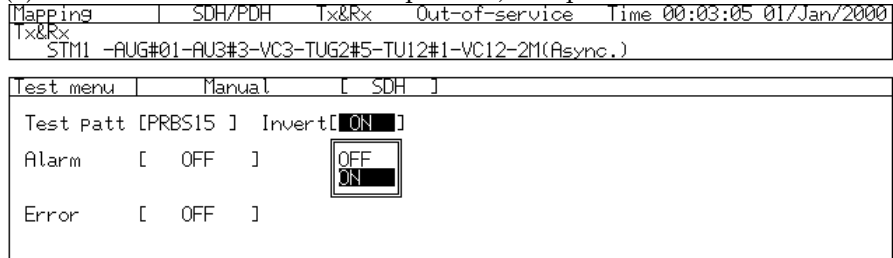 Mapping SDH/PDH Tx&Rx Out-of-service Time 00:03:05 01/Jan/2000
Tx&Rx
STM1 -AUG#01-AU3#3-VC3-TUG2#5-TU12#1-VC12-2M(Async.)
Test menu Manual [ SDH ]
Test patt [PRBS15 ] Invert[ ON ]
Alarm [ OFF ]
OFF
ON
Error [ OFF ]